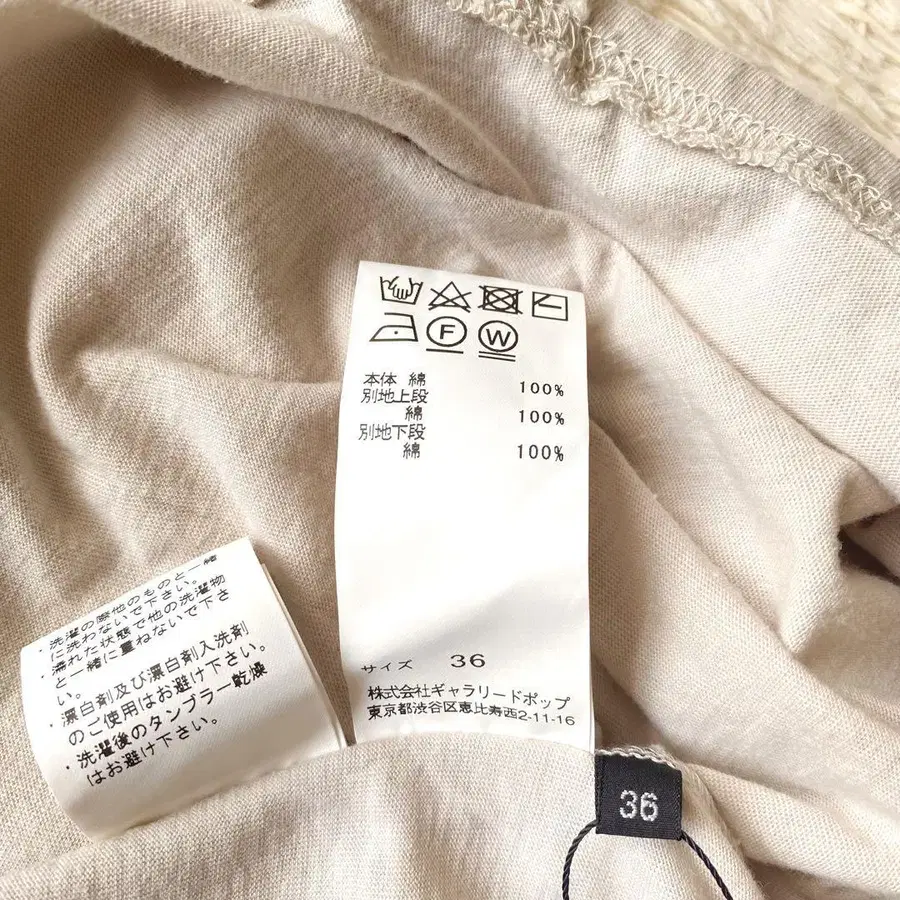 F W
本体 綿 100%
別地上段
綿 100%
別地下段
綿 100%
サイズ 36
株式会社ギャラリードポップ
東京都渋谷区恵比寿西2-11-16
・洗濯の際他のものと一緒
に洗わないで下さい。
・濡れた状態で他の洗濯物
と一緒に重ねないで下さ
い。
・漂白剤及び漂白剤入洗剤
のご使用はお避け下さい。
・洗濯後のタンブラー乾燥
はお避け下さい。
36